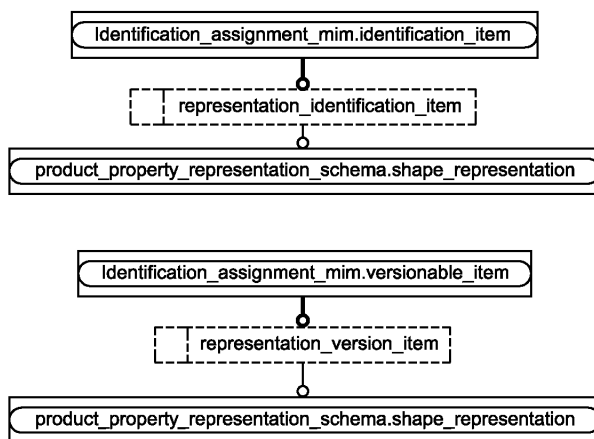 Identification_assignment_mim.identification_item
representation_identification_item
product_property_representation_schema.shape_representation
Identification_assignment_mim.versionable_item
representation_version_item
product_property_representation_schema.shape_representation